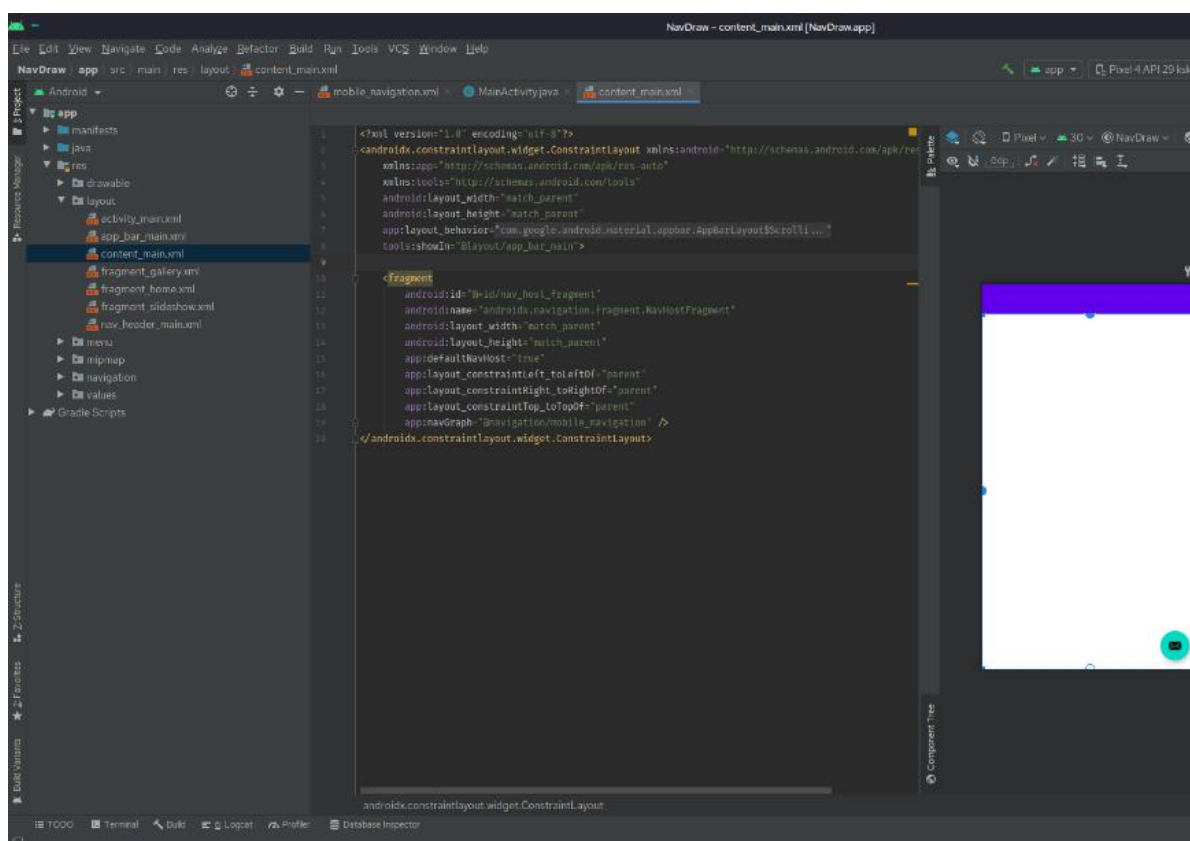 NavDraw – content_main.xml [NavDraw.app]
File Edit View Navigate Code Analyze Refactor Build Run Tools VCS Window Help
NavDraw app src main res layout content_main.xml
app Pixel 4 API 29
Android mobile_navigation.xml MainActivity.java content_main.xml
app
manifests
java
res
drawable
layout
activity_main.xml
app_bar_main.xml
content_main.xml
fragment_gallery.xml
fragment_home.xml
fragment_slideshow.xml
nav_header_main.xml
menu
mipmap
navigation
values
Gradle Scripts
<?xml version="1.0" encoding="utf-8"?>
<androidx.constraintlayout.widget.ConstraintLayout xmlns:android="http://schemas.android.com/apk/res
xmlns:app="http://schemas.android.com/apk/res-auto"
xmlns:tools="http://schemas.android.com/tools"
android:layout_width="match_parent"
android:layout_height="match_parent"
app:layout_behavior="com.google.android.material.appbar.AppBarLayout$Scrolli..."
tools:showIn="@layout/app_bar_main">
<fragment
android:id="@+id/nav_host_fragment"
android:name="androidx.navigation.fragment.NavHostFragment"
android:layout_width="match_parent"
android:layout_height="match_parent"
app:defaultNavHost="true"
app:layout_constraintLeft_toLeftOf="parent"
app:layout_constraintRight_toRightOf="parent"
app:layout_constraintTop_toTopOf="parent"
app:navGraph="@navigation/mobile_navigation" />
</androidx.constraintlayout.widget.ConstraintLayout>
Pixel 30 NavDraw
Palette
Component Tree
Project
Resource Manager
Z: Structure
2: Favorites
Build Variants
androidx.constraintlayout.widget.ConstraintLayout
TODO Terminal Build 6: Logcat Profiler Database Inspector